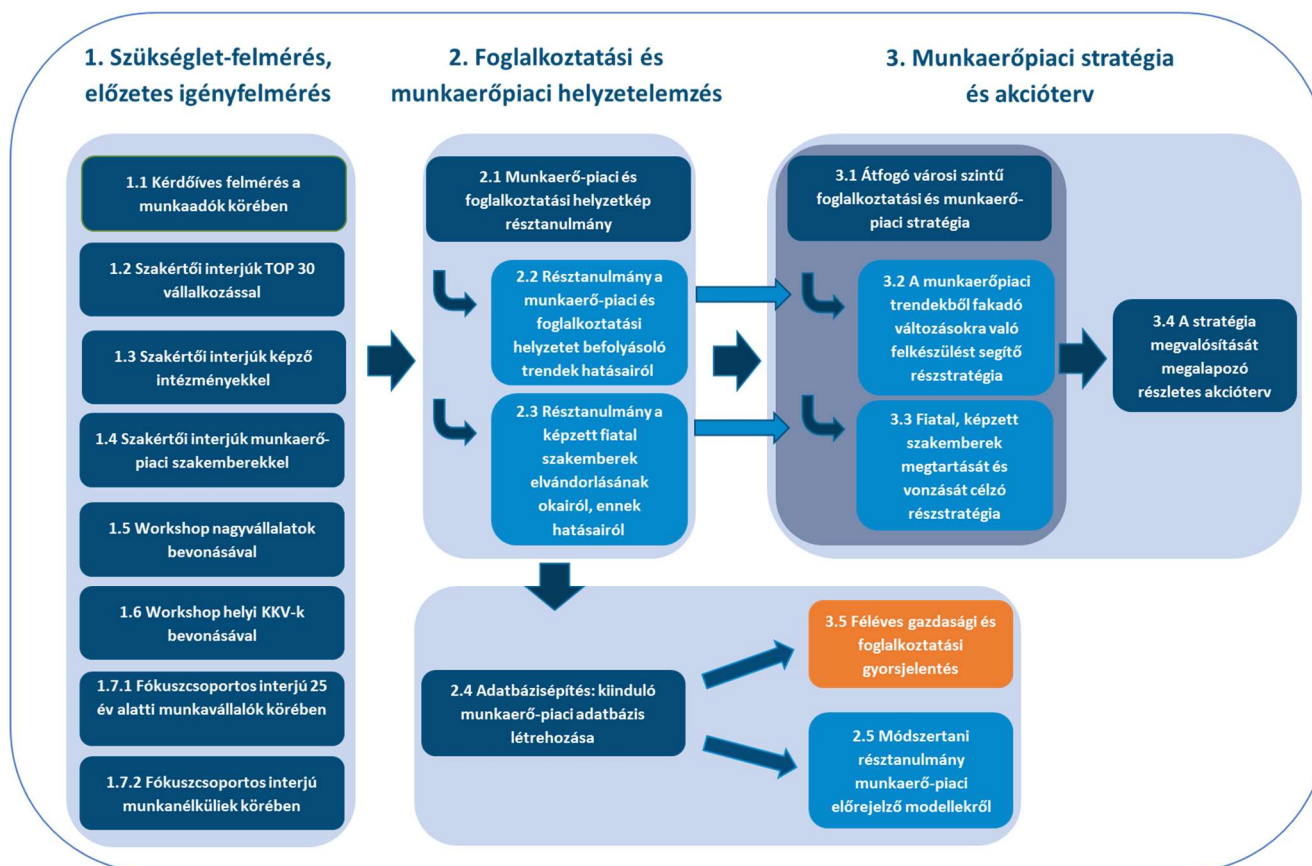 1. Szükséglet-felmérés,
előzetes igényfelmérés
1.1 Kérdőíves felmérés a
munkaadók körében
1.2 Szakértői interjúk TOP 30
vállalkozással
1.3 Szakértői interjúk képző
intézményekkel
1.4 Szakértői interjúk munkaerő-
piaci szakemberekkel
1.5 Workshop nagyvállalatok
bevonásával
1.6 Workshop helyi KKV-k
bevonásával
1.7.1 Fókuszcsoportos interjú 25
év alatti munkavállalók körében
1.7.2 Fókuszcsoportos interjú
munkanélküliek körében
2. Foglalkoztatási és
munkaerőpiaci helyzetelemzés
2.1 Munkaerő-piaci és
foglalkoztatási helyzetkép
résztanulmány
2.2 Résztanulmány a
munkaerő-piaci és
foglalkoztatási
helyzetet befolyásoló
trendek hatásairól
2.3 Résztanulmány a
képzett fiatal
szakemberek
elvándorlásának
okairól, ennek
hatásairól
2.4 Adatbázisépítés: kiinduló
munkaerő-piaci adatbázis
létrehozása
3. Munkaerőpiaci stratégia
és akcióterv
3.1 Átfogó városi szintű
foglalkoztatási és munkaerő-
piaci stratégia
3.2 A munkaerőpiaci
trendekből fakadó
változásokra való
felkészülést segítő
részstratégia
3.3 Fiatal, képzett
szakemberek
megtartását és
vonzását célzó
részstratégia
3.4 A stratégia
megvalósítását
megalapozó
részletes akcióterv
3.5 Féléves gazdasági és
foglalkoztatási
gyorsjelentés
2.5 Módszertani
résztanulmány
munkaerő-piaci
előrejelző modellekről